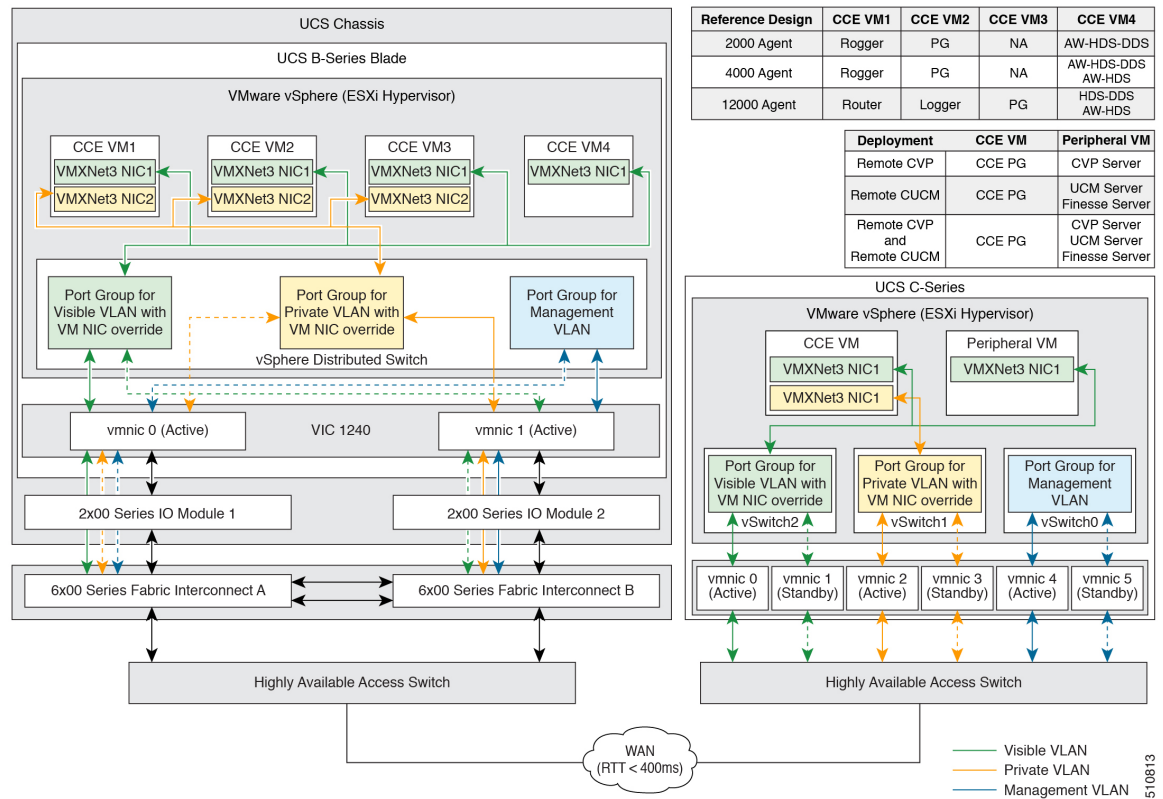 UCS Chassis
UCS B-Series Blade
VMware vSphere (ESXi Hypervisor)
CCE VM1
VMXNet3 NIC1
VMXNet3 NIC2
CCE VM2
VMXNet3 NIC1
VMXNet3 NIC2
CCE VM3
VMXNet3 NIC1
VMXNet3 NIC2
CCE VM4
VMXNet3 NIC1
Port Group for
Visible VLAN with
VM NIC override
Port Group for
Private VLAN with
VM NIC override
Port Group for
Management
VLAN
vSphere Distributed Switch
vmnic 0 (Active)
VIC 1240
vmnic 1 (Active)
2x00 Series IO Module 1
2x00 Series IO Module 2
6x00 Series Fabric Interconnect A
6x00 Series Fabric Interconnect B
Highly Available Access Switch
Reference Design CCE VM1 CCE VM2 CCE VM3 CCE VM4
2000 Agent Rogger PG NA AW-HDS-DDS
4000 Agent Rogger PG NA AW-HDS-DDS
AW-HDS
12000 Agent Router Logger PG HDS-DDS
AW-HDS
Deployment CCE VM Peripheral VM
Remote CVP CCE PG CVP Server
Remote CUCM CCE PG UCM Server
Finesse Server
Remote CVP
and
Remote CUCM
CCE PG
CVP Server
UCM Server
Finesse Server
UCS C-Series
VMware vSphere (ESXi Hypervisor)
CCE VM
VMXNet3 NIC1
VMXNet3 NIC1
Peripheral VM
VMXNet3 NIC1
Port Group for
Visible VLAN with
VM NIC override
vSwitch2
Port Group for
Private VLAN with
VM NIC override
vSwitch1
Port Group for
Management
VLAN
vSwitch0
vmnic 0
(Active)
vmnic 1
(Standby)
vmnic 2
(Active)
vmnic 3
(Standby)
vmnic 4
(Active)
vmnic 5
(Standby)
Highly Available Access Switch
WAN
(RTT < 400ms)
Visible VLAN
Private VLAN
Management VLAN
510813